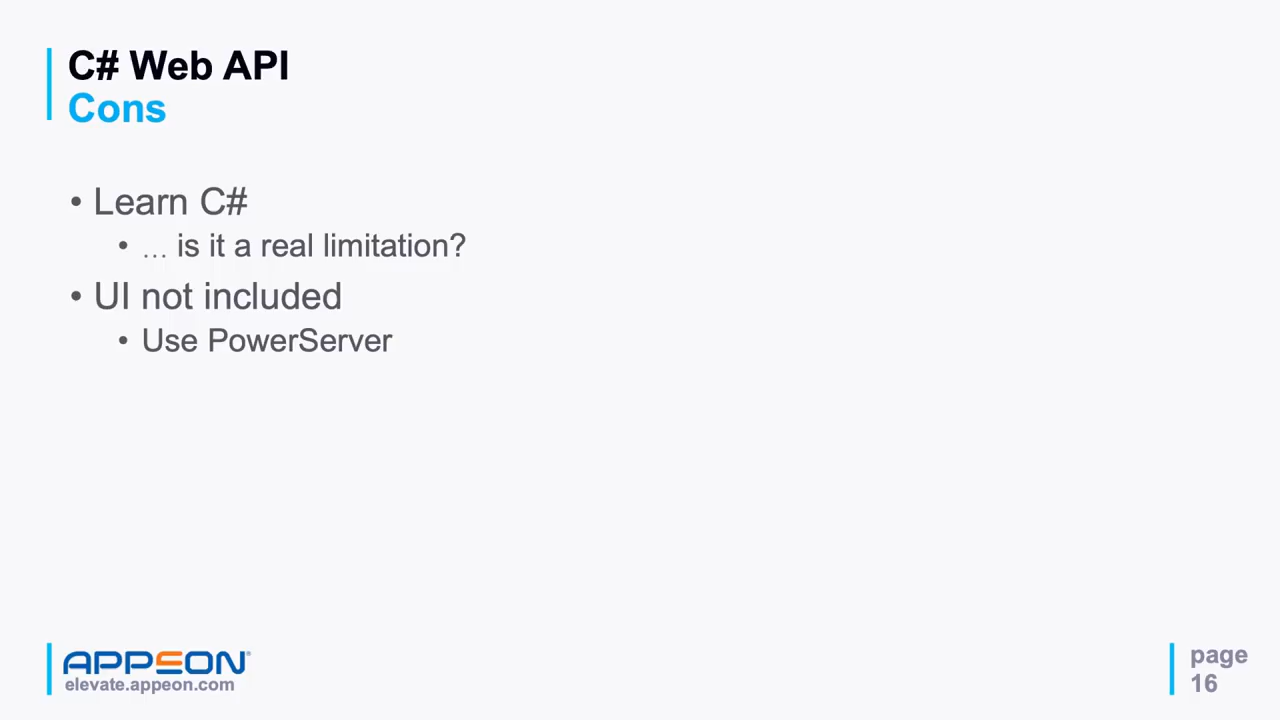 C# Web API
Cons
• Learn C#
• … is it a real limitation?
• UI not included
• Use PowerServer
APPEON®
elevate.appeon.com
page
16